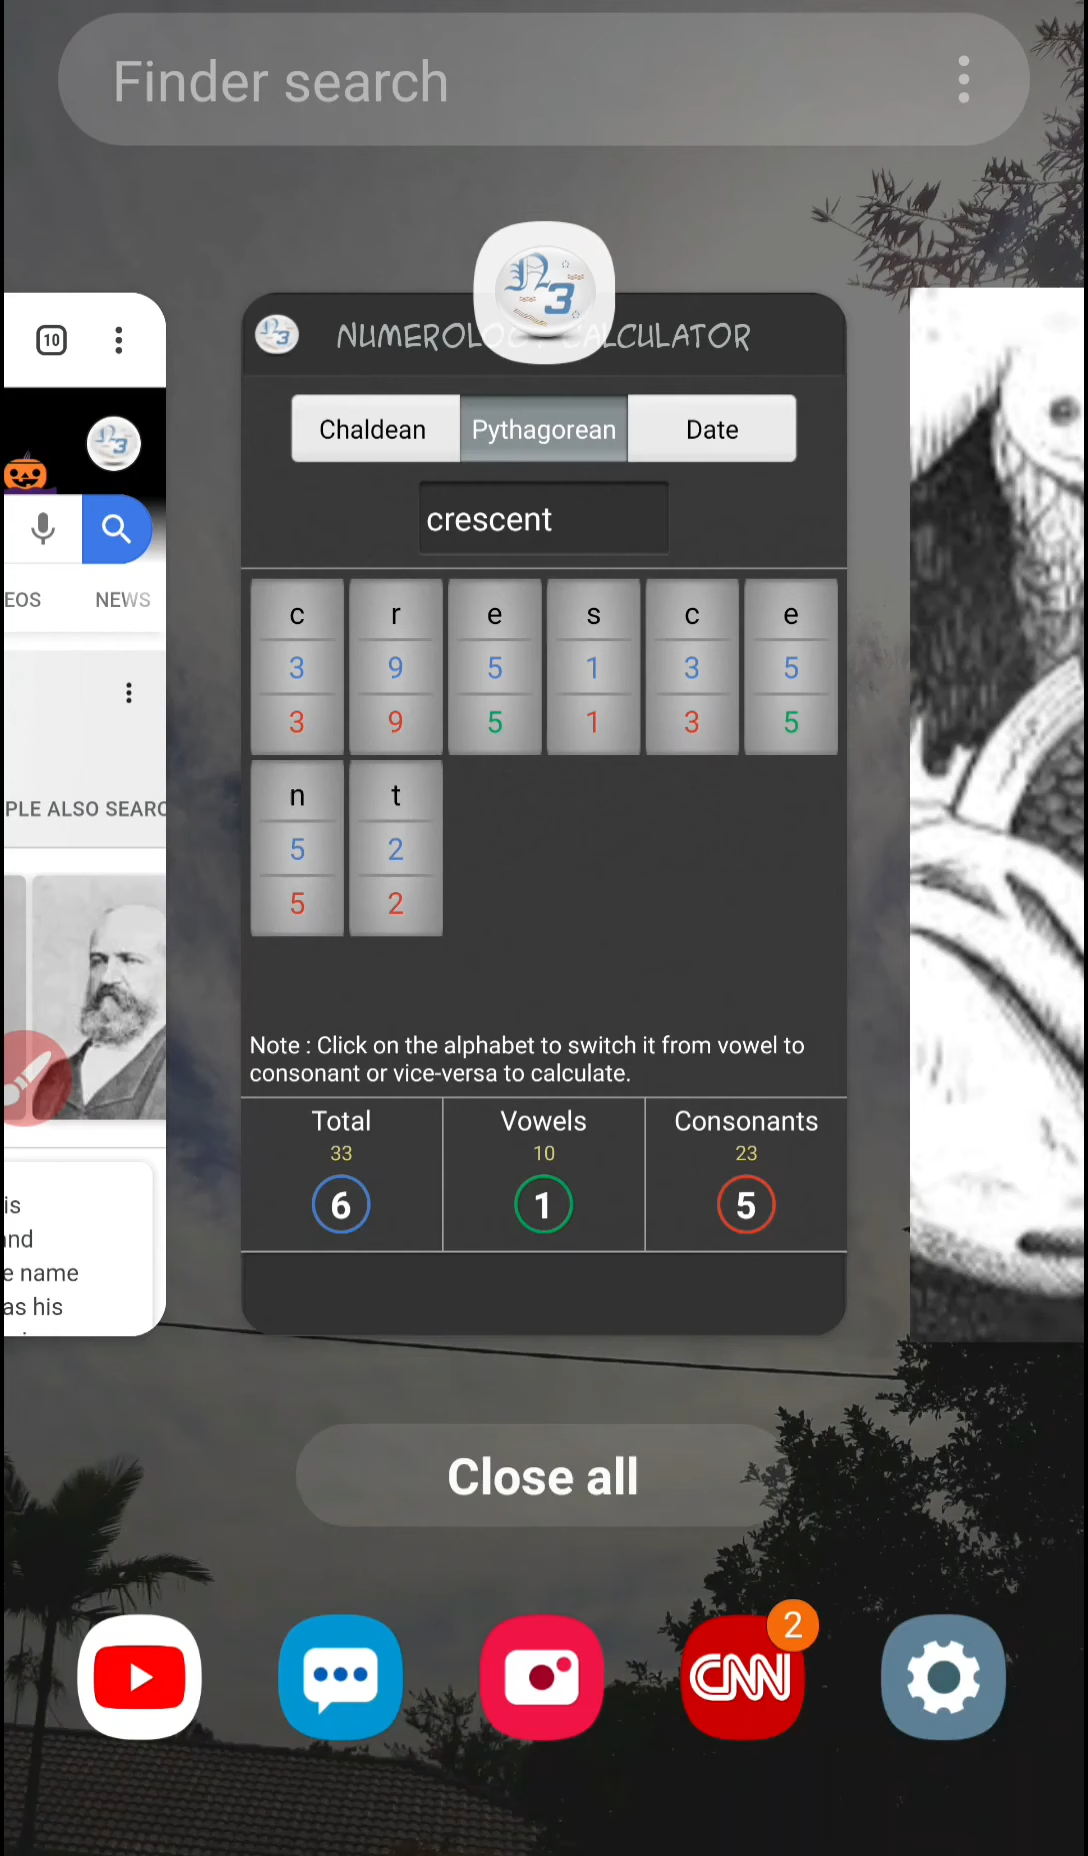 Finder search
10
NUMEROLOGY CALCULATOR
Chaldean Pythagorean Date
crescent
EOS NEWS
c r e s c e
3 9 5 1 3 5
3 9 5 1 3 5
n t
5 2
5 2
PLE ALSO SEARC
Note : Click on the alphabet to switch it from vowel to
consonant or vice-versa to calculate.
Total Vowels Consonants
33 10 23
6 1 5
is
and
e name
as his
Close all
2
CNN